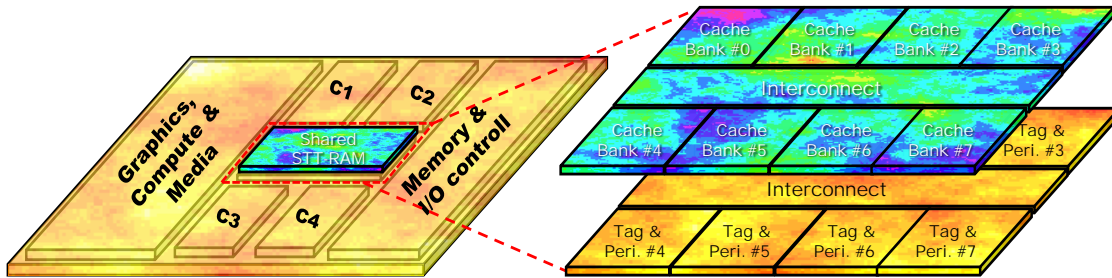 Graphics,
Compute &
Media
C1
C2
Shared
STT-RAM
C3
C4
Memory &
I/O controll
Cache
Bank #0
Cache
Bank #1
Cache
Bank #2
Cache
Bank #3
Interconnect
Cache
Bank #4
Cache
Bank #5
Cache
Bank #6
Cache
Bank #7
Tag &
Peri. #3
Interconnect
Tag &
Peri. #4
Tag &
Peri. #5
Tag &
Peri. #6
Tag &
Peri. #7